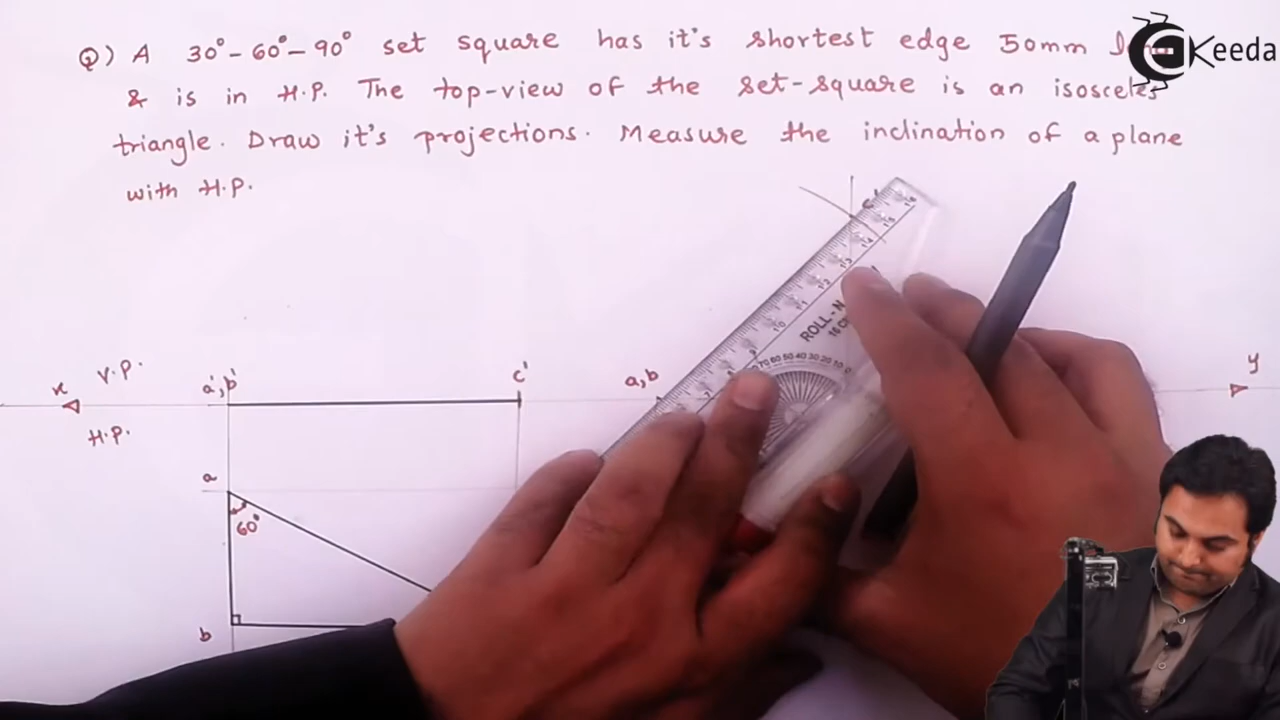 Q) A 30°-60°-90° set square has it's shortest edge 50mm
& is in H.P. The top-view of the set-square is an isosceles
triangle. Draw it's projections. Measure the inclination of a plane
with H.P.
Keeda
c'
V.P.
x
a',b'
c'
a,b
y
H.P.
a
60°
b
ROLL-N